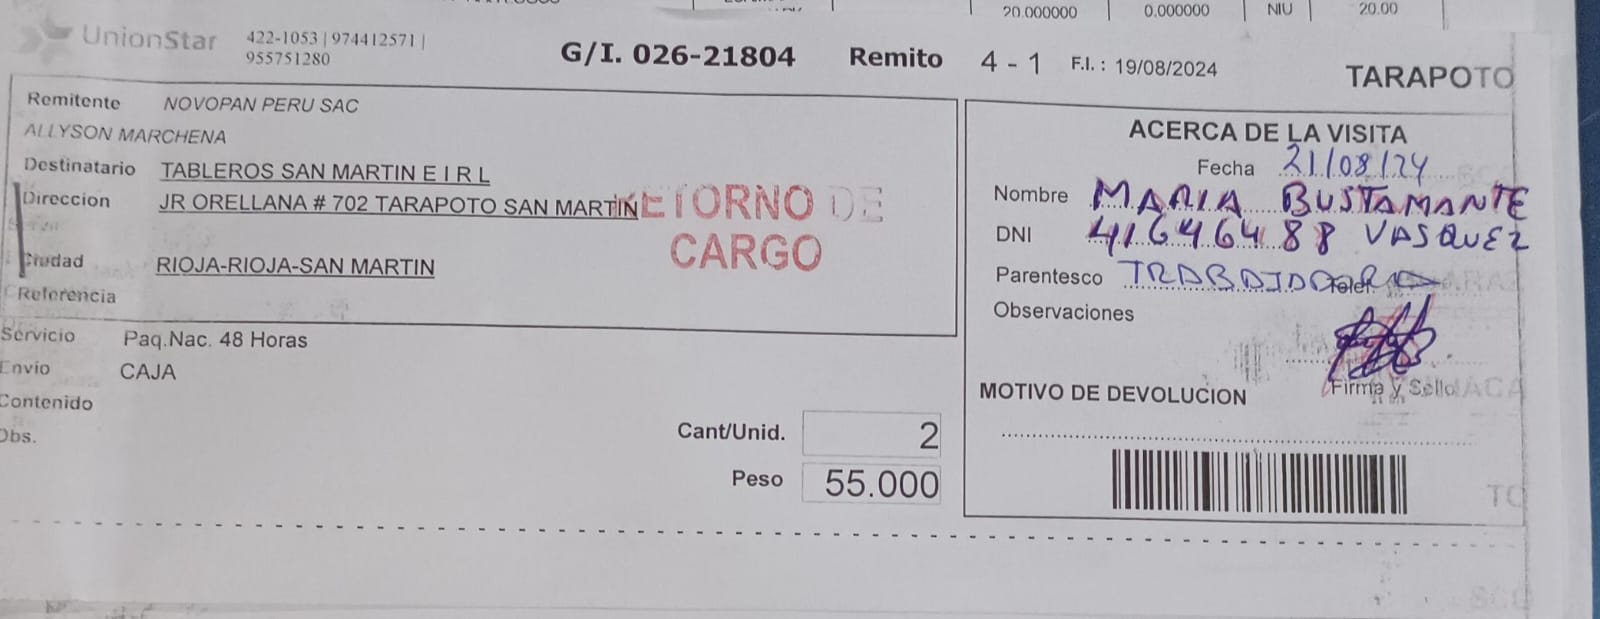 20.000000 0.000000 NIU 20.00
UnionStar 422-1053 | 974412571 |
955751280
G/I. 026-21804 Remito 4 - 1 F.I. : 19/08/2024
TARAPOTO
Remitente NOVOPAN PERU SAC
ALLYSON MARCHENA
Destinatario TABLEROS SAN MARTIN E I R L
Direccion JR ORELLANA # 702 TARAPOTO SAN MARTIN
RETORNO DE
CARGO
Ciudad RIOJA-RIOJA-SAN MARTIN
Referencia
Servicio Paq.Nac. 48 Horas
Envio CAJA
Contenido
Obs.
Cant/Unid. 2
Peso 55.000
ACERCA DE LA VISITA
Fecha 21/08/24
Nombre MARIA BUSTAMANTE
DNI 41646488 VASQUEZ
Parentesco TRABAJADORA
Telef.
Observaciones
Firma y Sello
MOTIVO DE DEVOLUCION